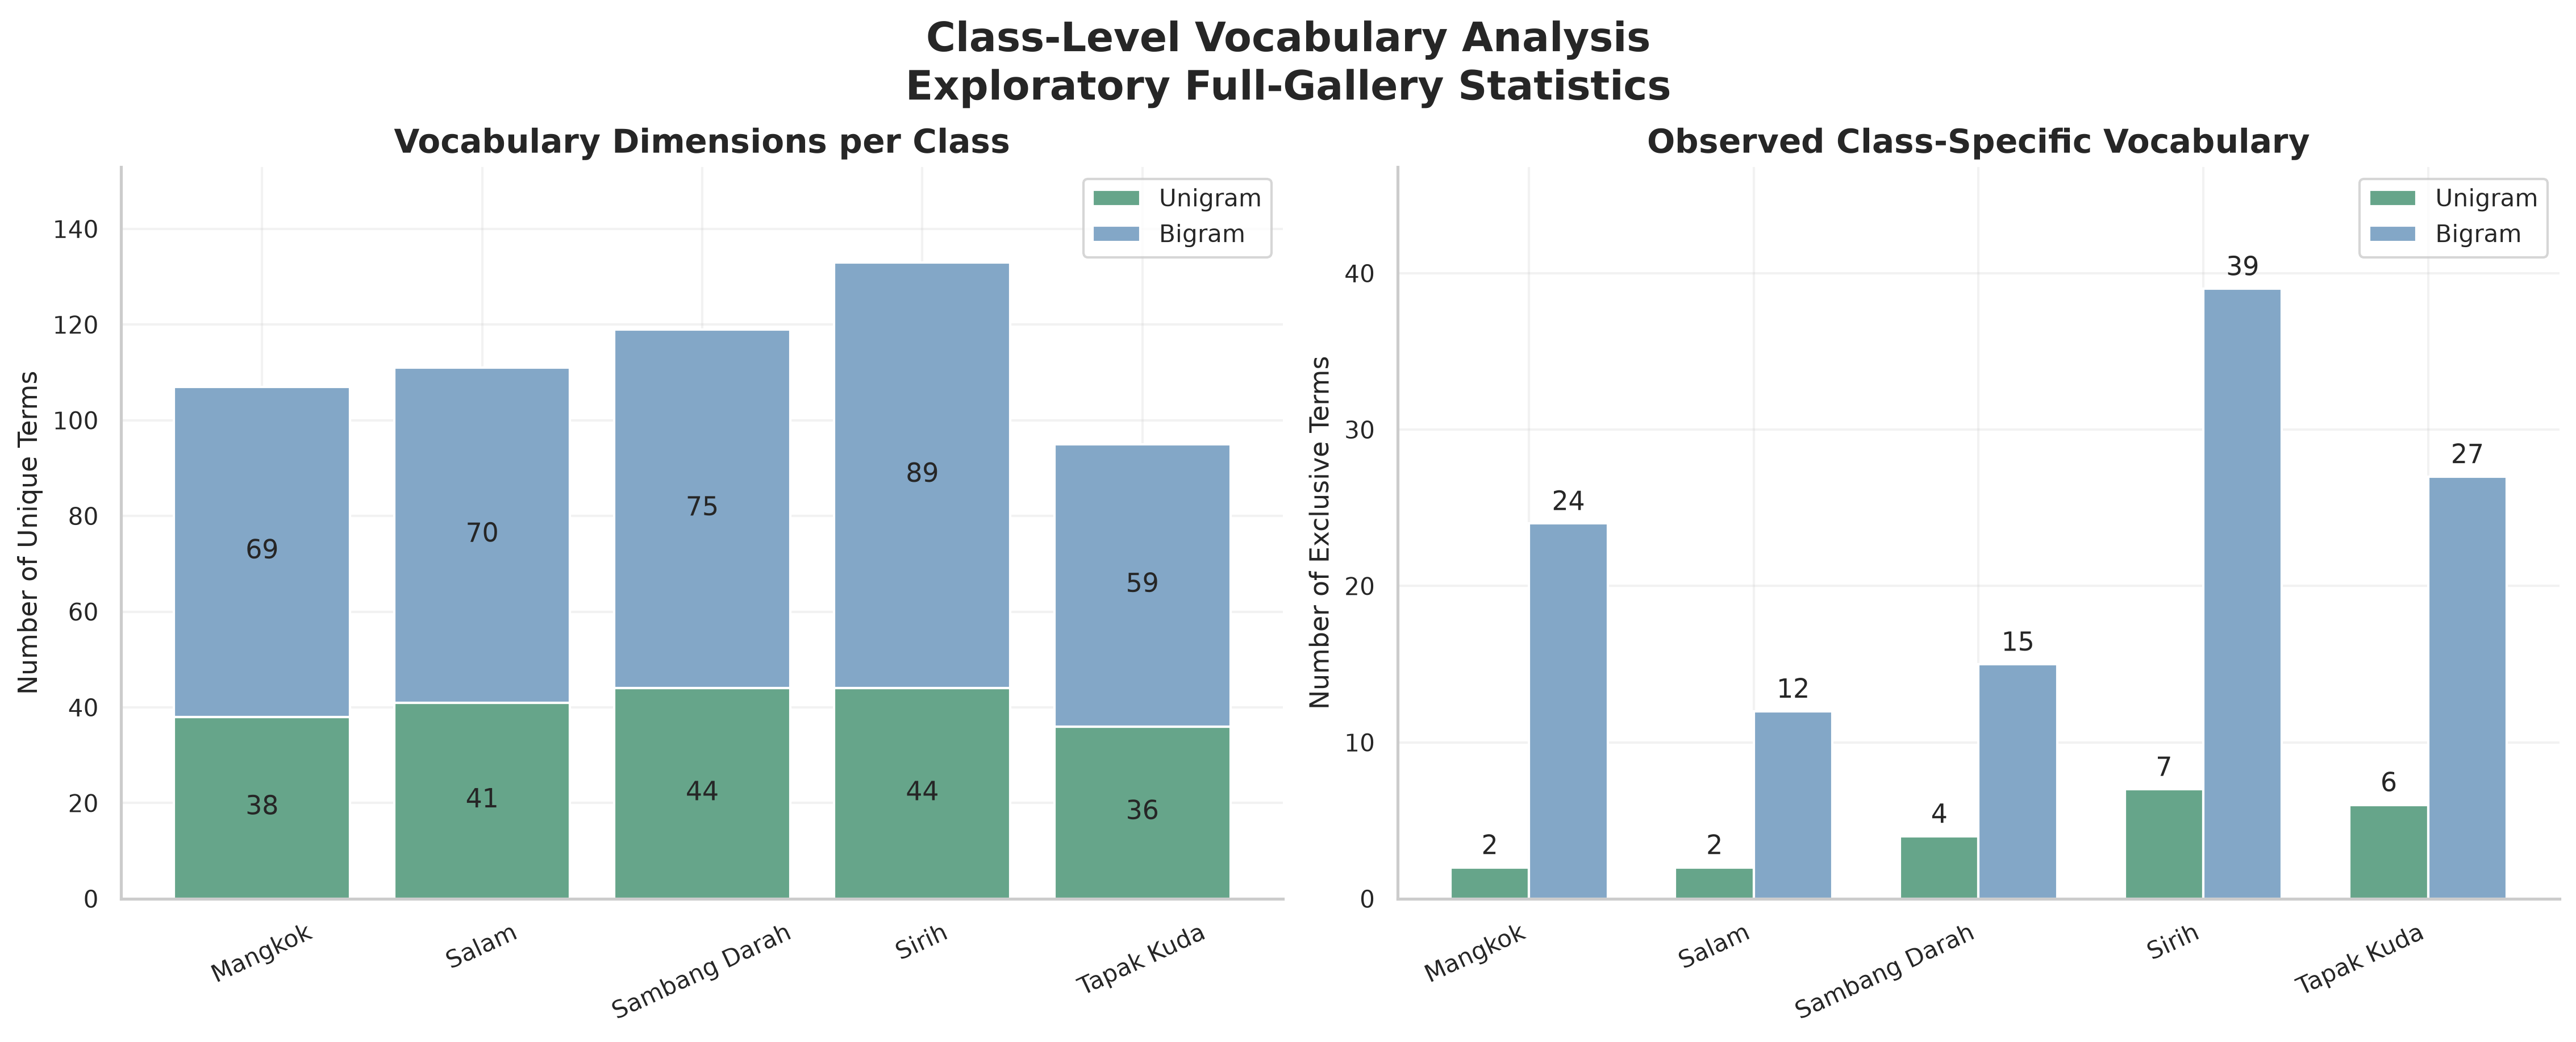 Class-Level Vocabulary Analysis
Exploratory Full-Gallery Statistics
Vocabulary Dimensions per Class
Number of Unique Terms
140
120
100
80
60
40
20
0
Unigram
Bigram
69
70
75
89
59
38
41
44
44
36
Mangkok
Salam
Sambang Darah
Sirih
Tapak Kuda
Observed Class-Specific Vocabulary
Number of Exclusive Terms
40
30
20
10
0
Unigram
Bigram
2
24
2
12
4
15
7
39
6
27
Mangkok
Salam
Sambang Darah
Sirih
Tapak Kuda